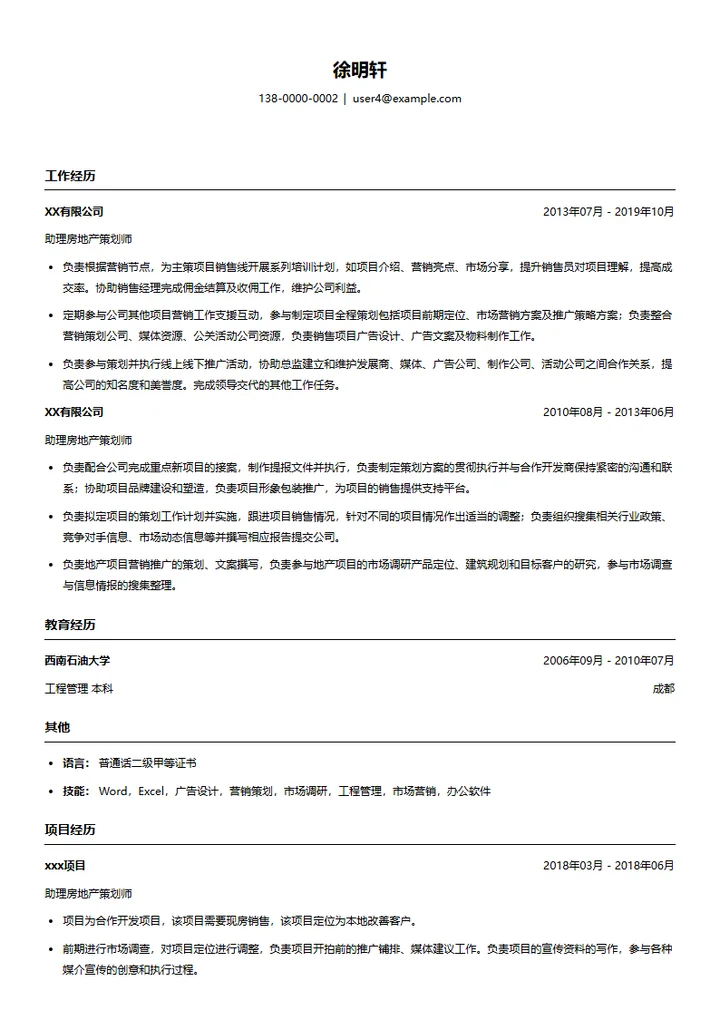 徐明轩
138-0000-0002 | user4@example.com
工作经历
XX有限公司 2013年07月 - 2019年10月
助理房地产策划师
• 负责根据营销节点，为主策项目销售线开展系列培训计划，如项目介绍、营销亮点、市场分享，提升销售员对项目理解，提高成
交率。协助销售经理完成佣金结算及收佣工作，维护公司利益。
• 定期参与公司其他项目营销工作支援互动，参与制定项目全程策划包括项目前期定位、市场营销方案及推广策略方案；负责整合
营销策划公司、媒体资源、公关活动公司资源，负责销售项目广告设计、广告文案及物料制作工作。
• 负责参与策划并执行线上线下推广活动，协助总监建立和维护发展商、媒体、广告公司、制作公司、活动公司之间合作关系，提
高公司的知名度和美誉度。完成领导交代的其他工作任务。
XX有限公司 2010年08月 - 2013年06月
助理房地产策划师
• 负责配合公司完成重点新项目的接案，制作提报文件并执行，负责制定策划方案的贯彻执行并与合作开发商保持紧密的沟通和联
系；协助项目品牌建设和塑造，负责项目形象包装推广，为项目的销售提供支持平台。
• 负责拟定项目的策划工作计划并实施，跟进项目销售情况，针对不同的项目情况作出适当的调整；负责组织搜集相关行业政策、
竞争对手信息、市场动态信息等并撰写相应报告提交公司。
• 负责地产项目营销推广的策划、文案撰写，负责参与地产项目的市场调研产品定位、建筑规划和目标客户的研究，参与市场调查
与信息情报的搜集整理。
教育经历
西南石油大学 2006年09月 - 2010年07月
工程管理 本科 成都
其他
• 语言： 普通话二级甲等证书
• 技能： Word，Excel，广告设计，营销策划，市场调研，工程管理，市场营销，办公软件
项目经历
xxx项目 2018年03月 - 2018年06月
助理房地产策划师
• 项目为合作开发项目，该项目需要现房销售，该项目定位为本地改善客户。
• 前期进行市场调查，对项目定位进行调整，负责项目开拍前的推广铺排、媒体建议工作。负责项目的宣传资料的写作，参与各种
媒介宣传的创意和执行过程。